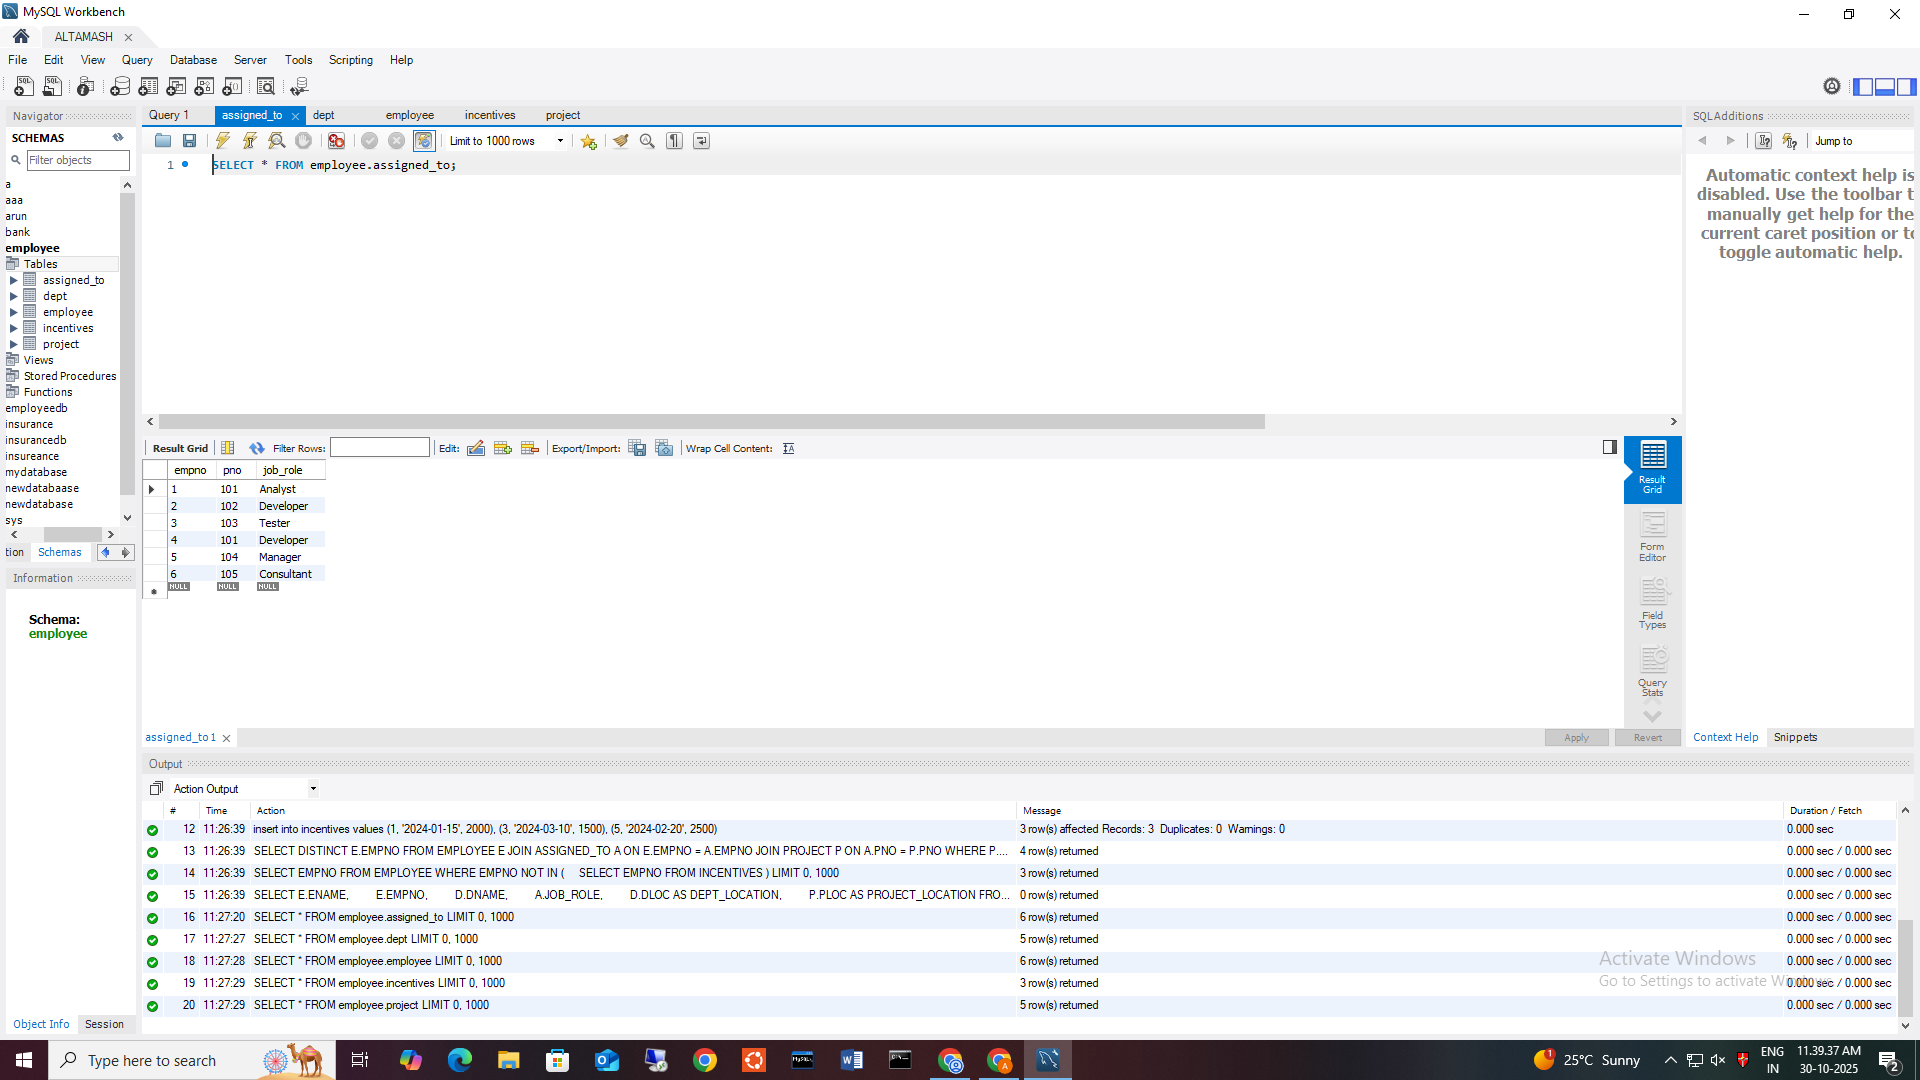 MySQL Workbench
ALTAMASH
File Edit View Query Database Server Tools Scripting Help
Navigator
SCHEMAS
Filter objects
a
aaa
arun
bank
employee
Tables
assigned_to
dept
employee
incentives
project
Views
Stored Procedures
Functions
employeedb
insurance
insurancedb
insureance
mydatabase
newdatabaase
newdatabase
sys
tion Schemas
Information
Schema:
employee
Object Info Session
Query 1 assigned_to dept employee incentives project
Limit to 1000 rows
1 SELECT * FROM employee.assigned_to;
Result Grid Filter Rows: Edit: Export/Import: Wrap Cell Content:
empno pno job_role
1 101 Analyst
2 102 Developer
3 103 Tester
4 101 Developer
5 104 Manager
6 105 Consultant
NULL NULL NULL
Result
Grid
Form
Editor
Field
Types
Query
Stats
assigned_to 1
Apply Revert
SQLAdditions
Jump to
Automatic context help is
disabled. Use the toolbar t
manually get help for the
current caret position or to
toggle automatic help.
Context Help Snippets
Output
Action Output
# Time Action Message Duration / Fetch
12 11:26:39 insert into incentives values (1, '2024-01-15', 2000), (3, '2024-03-10', 1500), (5, '2024-02-20', 2500) 3 row(s) affected Records: 3 Duplicates: 0 Warnings: 0 0.000 sec
13 11:26:39 SELECT DISTINCT E.EMPNO FROM EMPLOYEE E JOIN ASSIGNED_TO A ON E.EMPNO = A.EMPNO JOIN PROJECT P ON A.PNO = P.PNO WHERE P.... 4 row(s) returned 0.000 sec / 0.000 sec
14 11:26:39 SELECT EMPNO FROM EMPLOYEE WHERE EMPNO NOT IN ( SELECT EMPNO FROM INCENTIVES ) LIMIT 0, 1000 3 row(s) returned 0.000 sec / 0.000 sec
15 11:26:39 SELECT E.ENAME, E.EMPNO, D.DNAME, A.JOB_ROLE, D.DLOC AS DEPT_LOCATION, P.PLOC AS PROJECT_LOCATION FRO... 0 row(s) returned 0.000 sec / 0.000 sec
16 11:27:20 SELECT * FROM employee.assigned_to LIMIT 0, 1000 6 row(s) returned 0.000 sec / 0.000 sec
17 11:27:27 SELECT * FROM employee.dept LIMIT 0, 1000 5 row(s) returned 0.000 sec / 0.000 sec
18 11:27:28 SELECT * FROM employee.employee LIMIT 0, 1000 6 row(s) returned 0.000 sec / 0.000 sec
19 11:27:29 SELECT * FROM employee.incentives LIMIT 0, 1000 3 row(s) returned 0.000 sec / 0.000 sec
20 11:27:29 SELECT * FROM employee.project LIMIT 0, 1000 5 row(s) returned 0.000 sec / 0.000 sec
Activate Windows
Go to Settings to activate Windows.
Type here to search
1
25°C Sunny
ENG
IN
11.39.37 AM
30-10-2025
2